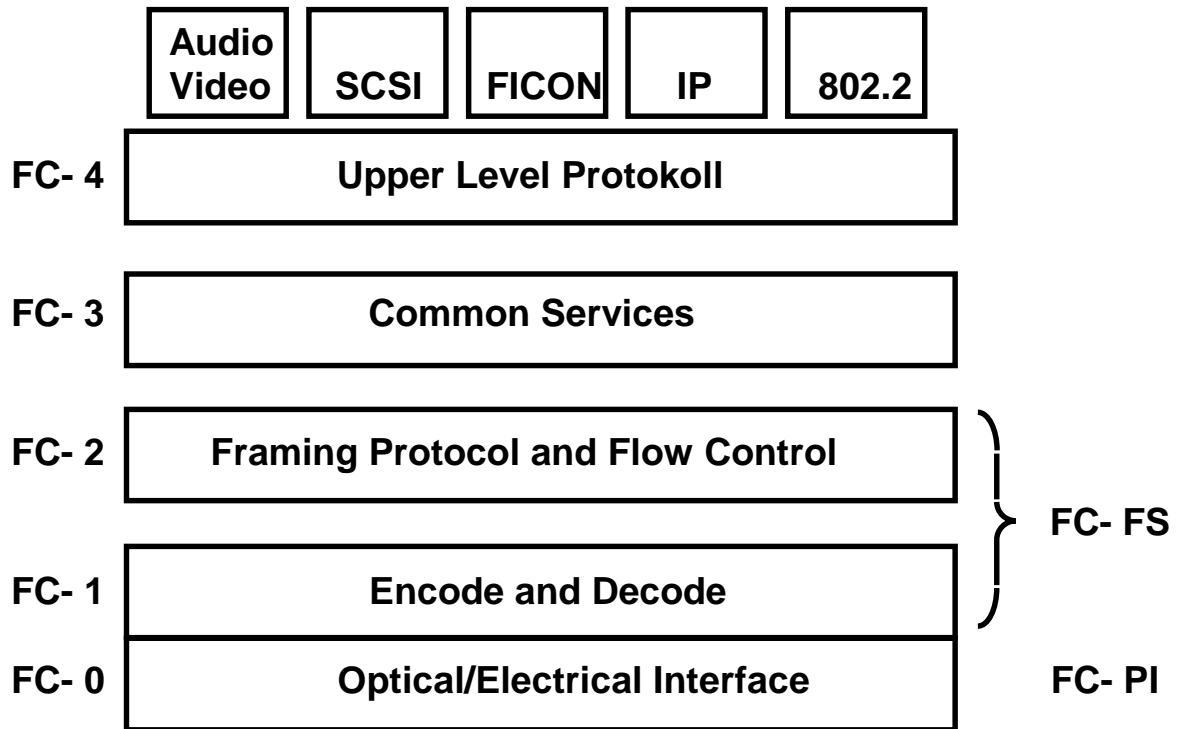 Audio
Video SCSI FICON IP 802.2
FC- 4 Upper Level Protokoll
FC- 3 Common Services
FC- 2 Framing Protocol and Flow Control
FC- FS
FC- 1 Encode and Decode
FC- 0 Optical/Electrical Interface FC- PI